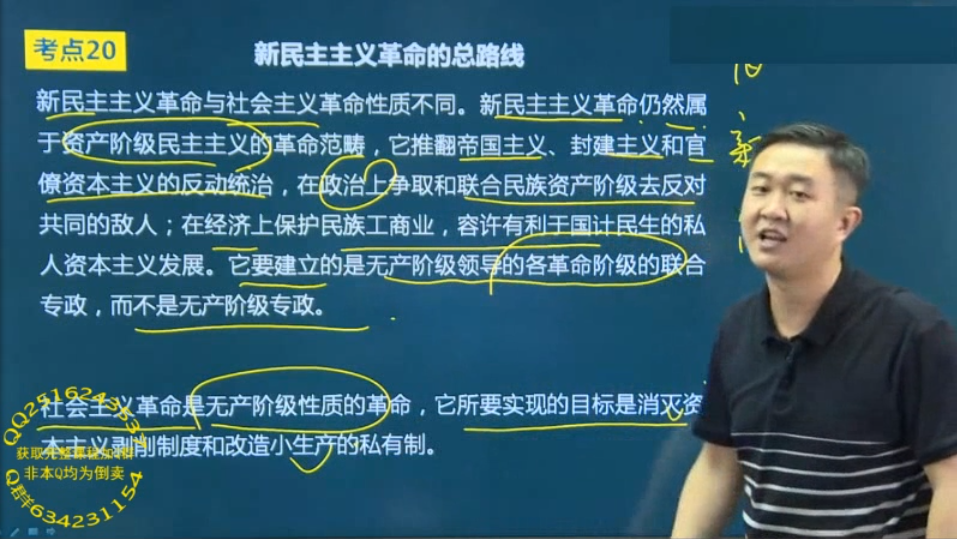 考点20
新民主主义革命的总路线
新民主主义革命与社会主义革命性质不同。新民主主义革命仍然属
于资产阶级民主主义的革命范畴，它推翻帝国主义、封建主义和官
僚资本主义的反动统治，在政治上争取和联合民族资产阶级去反对
共同的敌人；在经济上保护民族工商业，容许有利于国计民生的私
人资本主义发展。它要建立的是无产阶级领导的各革命阶级的联合
专政，而不是无产阶级专政。
社会主义革命是无产阶级性质的革命，它所要实现的目标是消灭资
本主义剥削制度和改造小生产的私有制。
获取完整课程加Q群
非本Q均为倒卖
Q群634231154